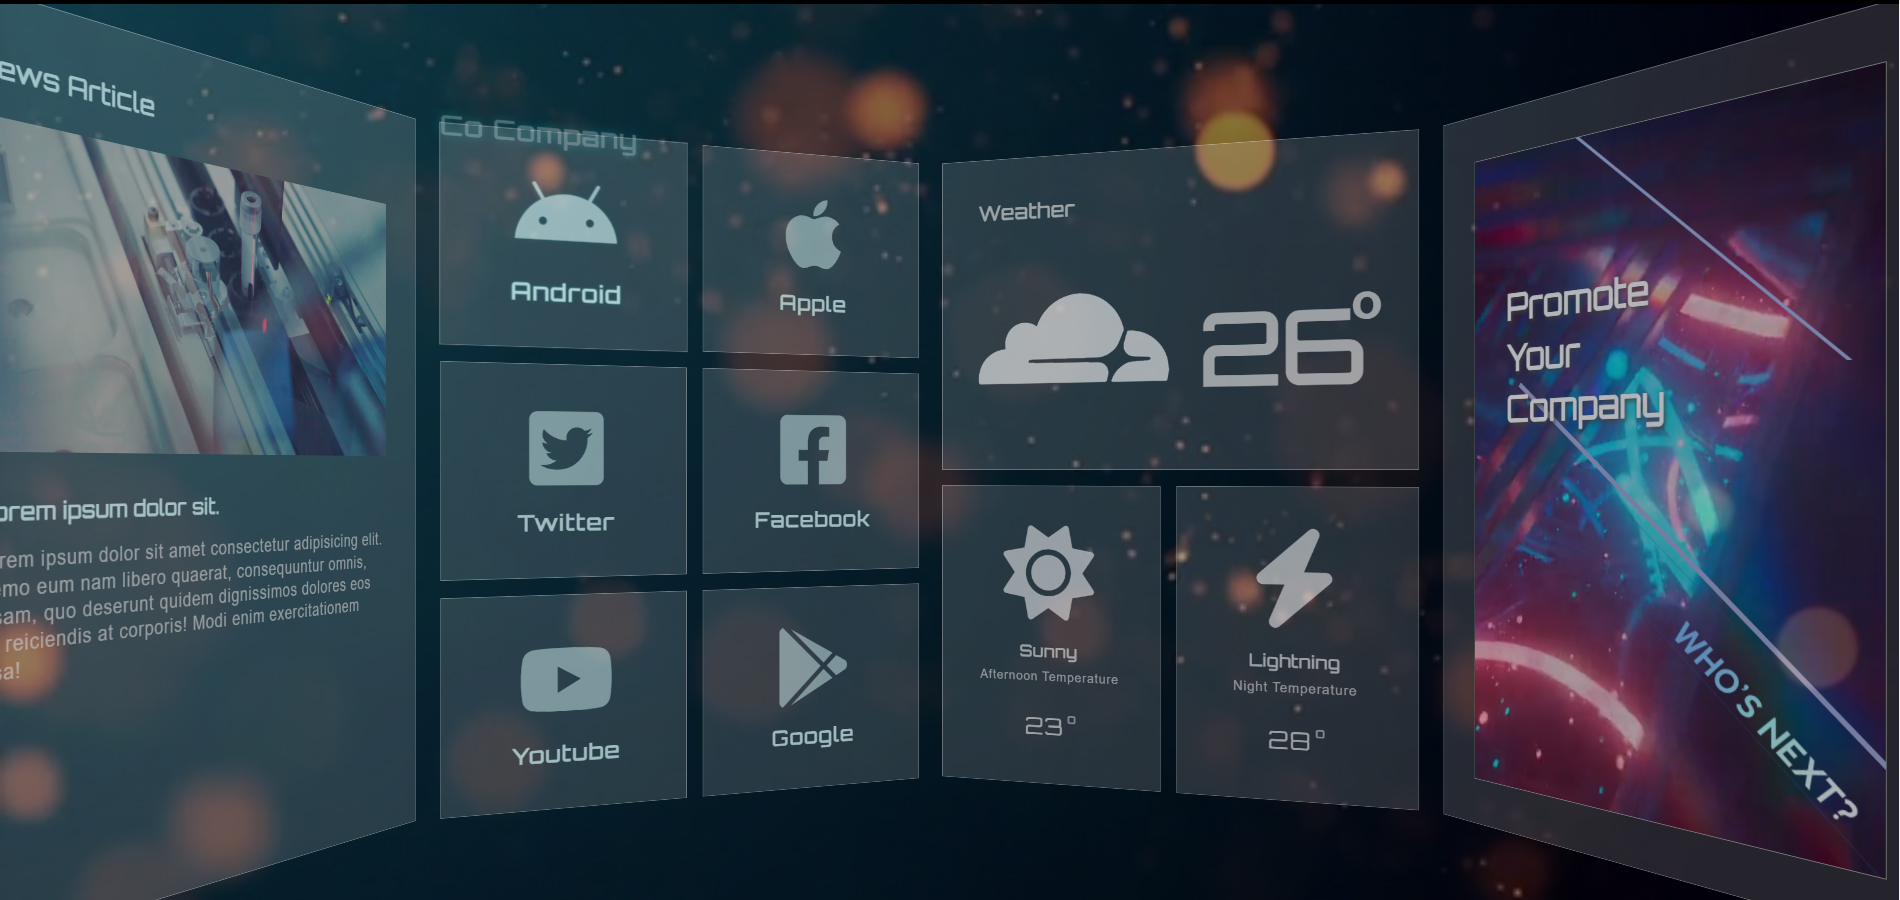 ews Article
orem ipsum dolor sit.
rem ipsum dolor sit amet consectetur adipisicing elit.
emo eum nam libero quaerat, consequuntur omnis,
sam, quo deserunt quidem dignissimos dolores eos
reiciendis at corporis! Modi enim exercitationem
sa!
Co Company
Android
Apple
Twitter
Facebook
Youtube
Google
Weather
26°
Sunny
Afternoon Temperature
23°
Lightning
Night Temperature
28°
Promote
Your
Company
WHO'S NEXT?